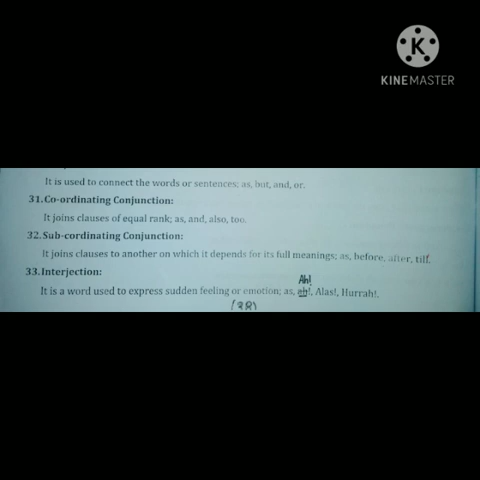 KINEMASTER
It is used to connect the words or sentences; as, but, and, or.
31.Co-ordinating Conjunction:
It joins clauses of equal rank; as, and, also, too.
32.Sub-cordinating Conjunction:
It joins clauses to another on which it depends for its full meanings; as, before, after, till.
33.Interjection:
Ah!
It is a word used to express sudden feeling or emotion; as, ah!, Alas!, Hurrah!.